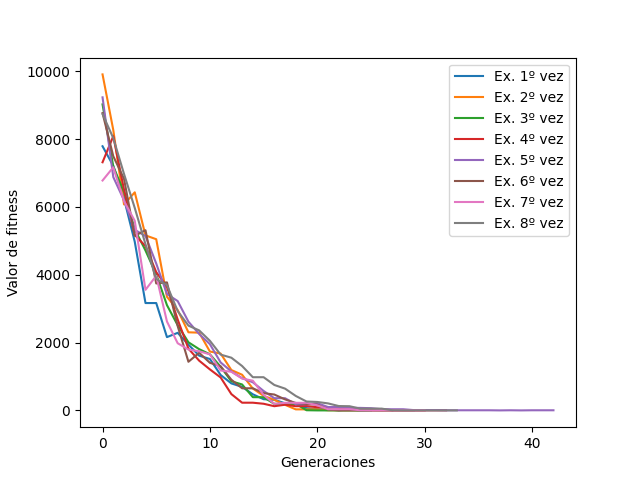 10000
8000
6000
4000
2000
0
Valor de fitness
0 10 20 30 40
Generaciones
Ex. 1º vez
Ex. 2º vez
Ex. 3º vez
Ex. 4º vez
Ex. 5º vez
Ex. 6º vez
Ex. 7º vez
Ex. 8º vez